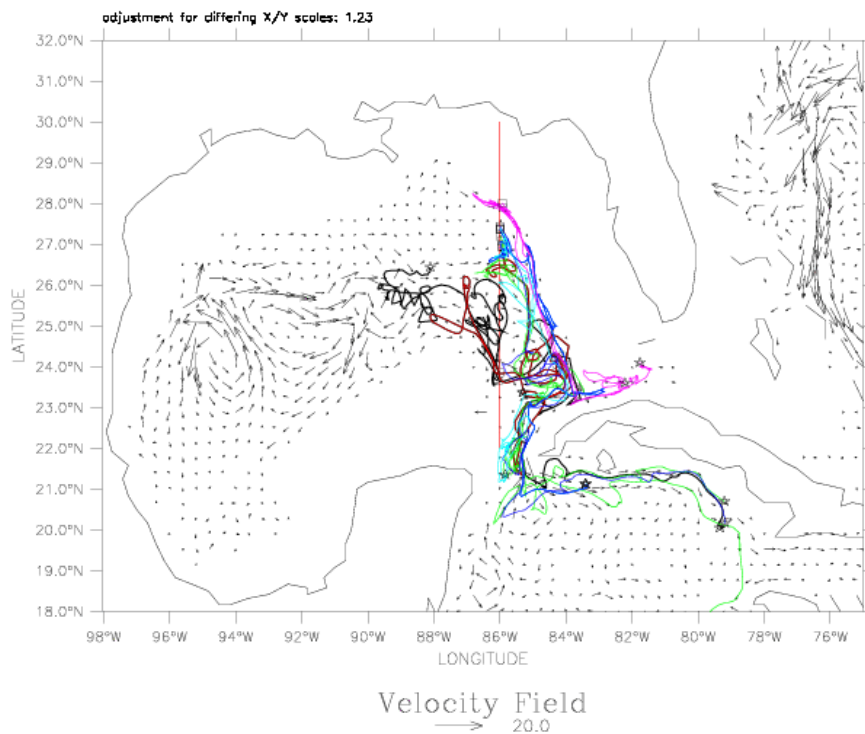 adjustment for differing X/Y scales: 1.23
32.0°N
31.0°N
30.0°N
29.0°N
28.0°N
27.0°N
26.0°N
25.0°N
24.0°N
23.0°N
22.0°N
21.0°N
20.0°N
19.0°N
18.0°N
LATITUDE
98°W 96°W 94°W 92°W 90°W 88°W 86°W 84°W 82°W 80°W 78°W 76°W
LONGITUDE
Velocity Field
20.0